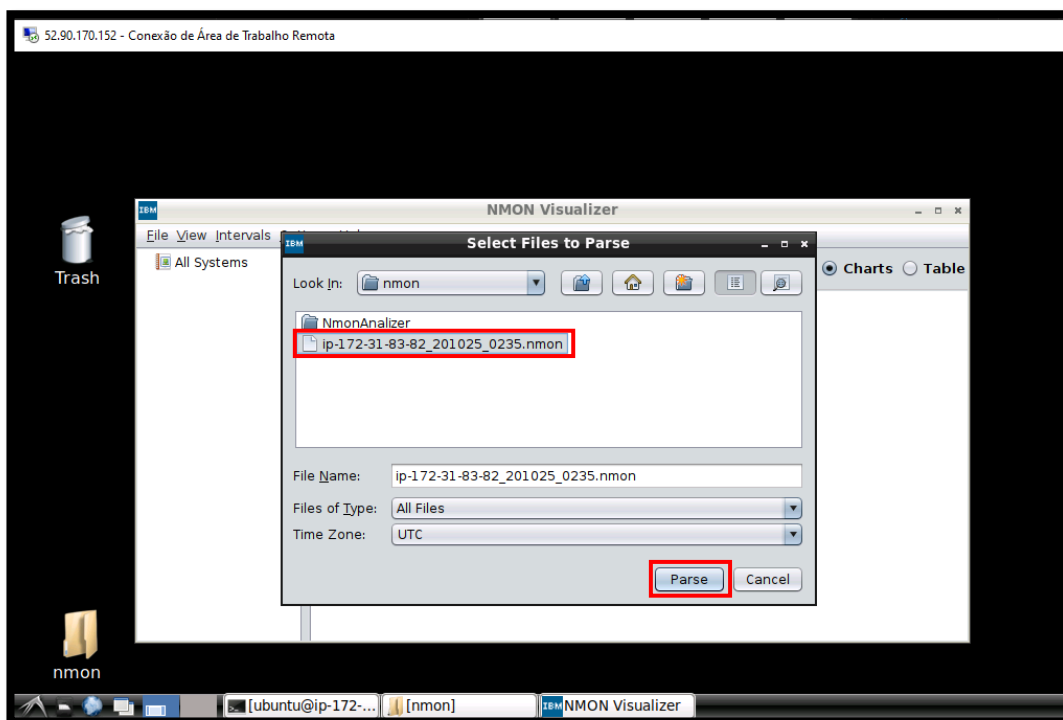 52.90.170.152 - Conexão de Área de Trabalho Remota
Trash
IBM NMON Visualizer
File View Intervals
All Systems
Charts Table
IBM Select Files to Parse
Look In: nmon
NmonAnalizer
ip-172-31-83-82_201025_0235.nmon
File Name: ip-172-31-83-82_201025_0235.nmon
Files of Type: All Files
Time Zone: UTC
Parse Cancel
nmon
[ubuntu@ip-172-... [nmon] IBM NMON Visualizer